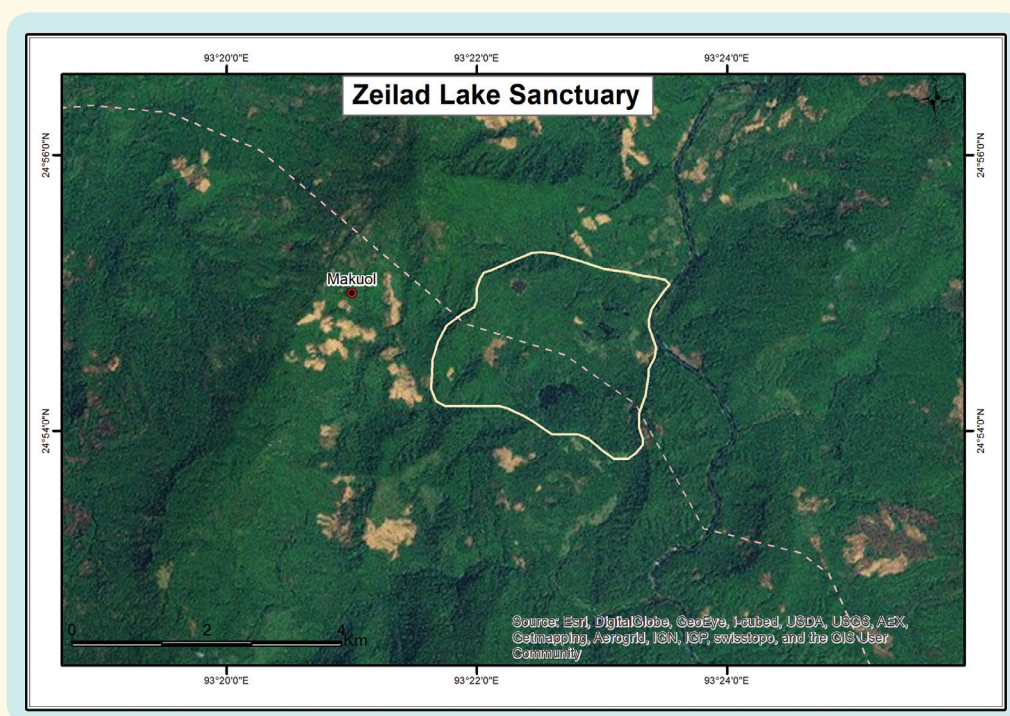 93°20'0"E 93°22'0"E 93°24'0"E
Zeilad Lake Sanctuary
24°56'0"N 24°56'0"N
Makuol
24°54'0"N 24°54'0"N
0 2 4
Km
Source: Esri, DigitalGlobe, GeoEye, i-cubed, USDA, USGS, AEX,
Getmapping, Aerogrid, IGN, IGP, swisstopo, and the GIS User
Community
93°20'0"E 93°22'0"E 93°24'0"E